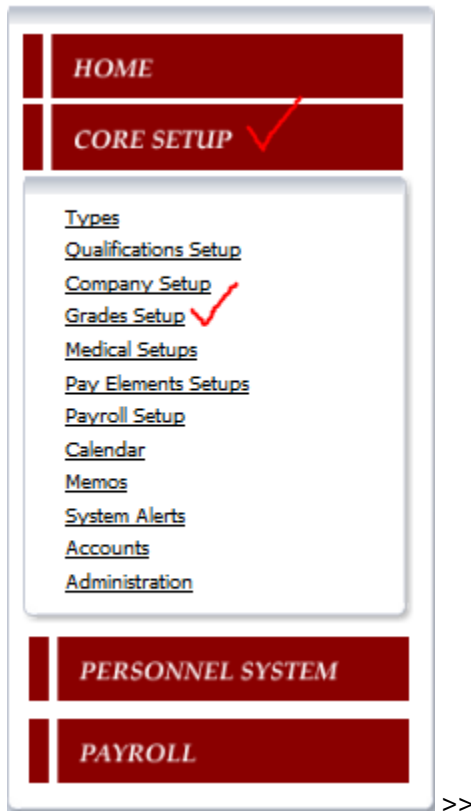 HOME
CORE SETUP
Types
Qualifications Setup
Company Setup
Grades Setup
Medical Setups
Pay Elements Setups
Payroll Setup
Calendar
Memos
System Alerts
Accounts
Administration
PERSONNEL SYSTEM
PAYROLL
>>